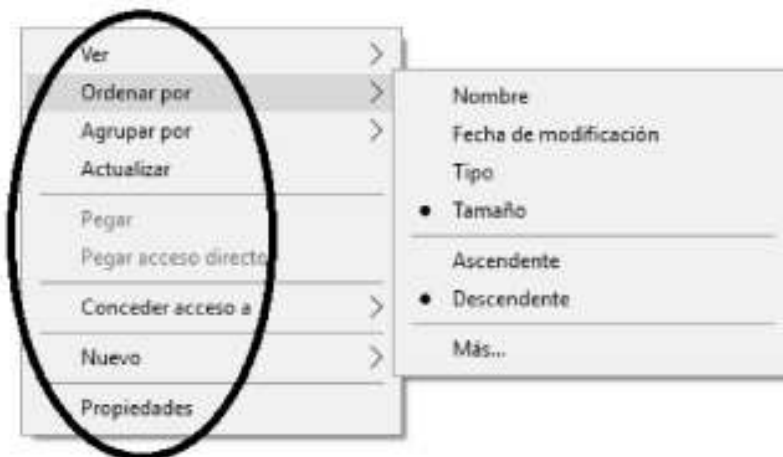 Ver
Ordenar por
Agrupar por
Actualizar
Pegar
Pegar acceso directo
Conceder acceso a
Nuevo
Propiedades
Nombre
Fecha de modificación
Tipo
Tamaño
Ascendente
Descendente
Más...